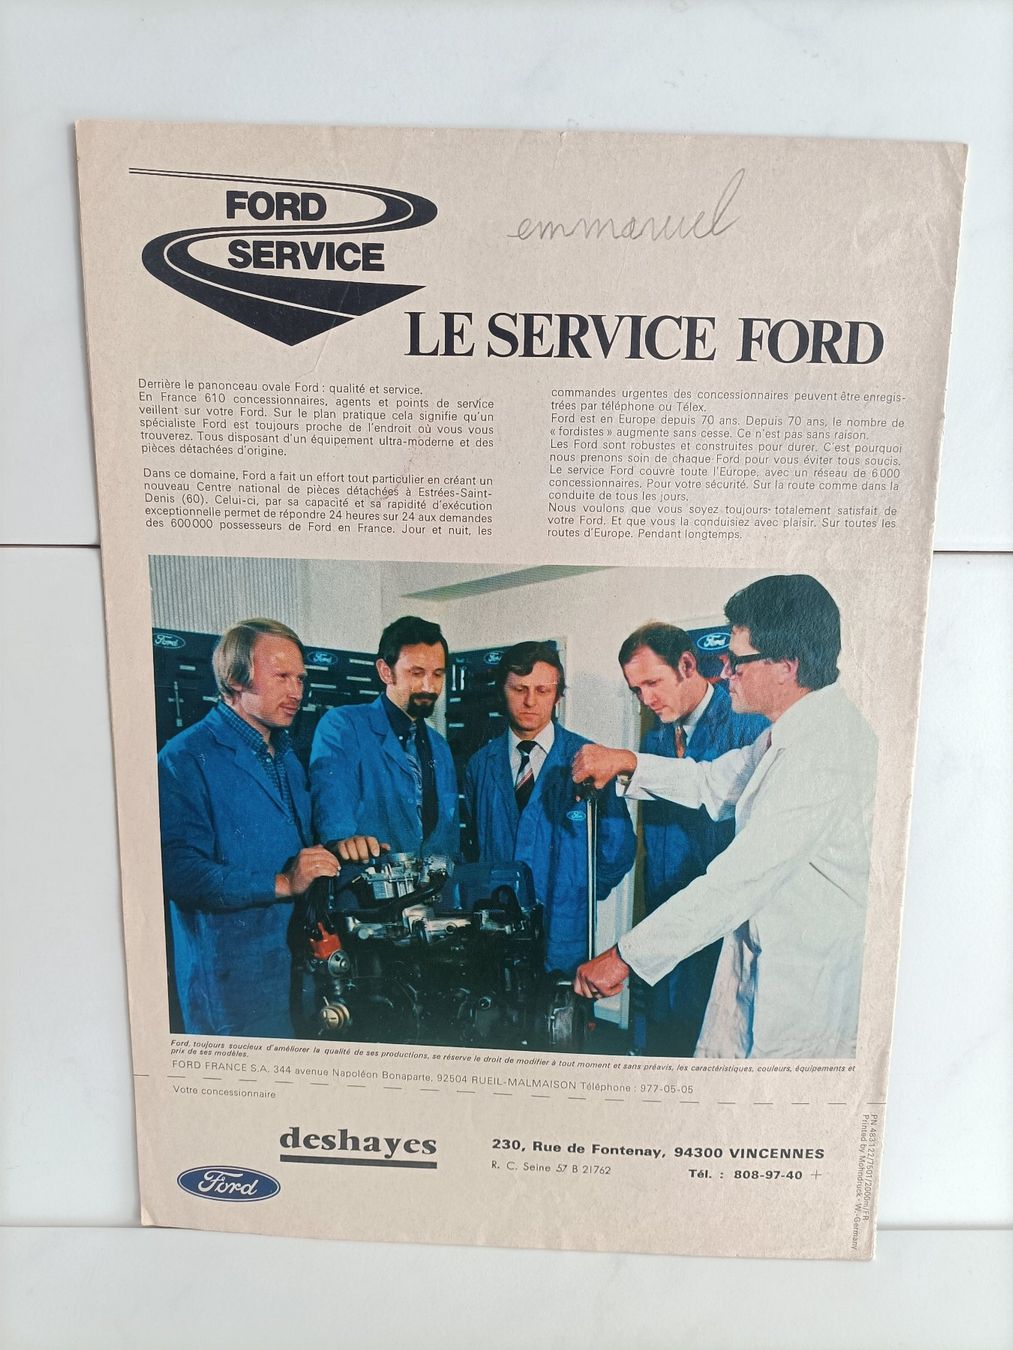 FORD
SERVICE
emmanuel
LE SERVICE FORD
Derrière le panonceau ovale Ford : qualité et service.
En France 610 concessionnaires, agents et points de service
veillent sur votre Ford. Sur le plan pratique cela signifie qu'un
spécialiste Ford est toujours proche de l'endroit où vous vous
trouverez. Tous disposant d'un équipement ultra-moderne et des
pièces détachées d'origine.
Dans ce domaine, Ford a fait un effort tout particulier en créant un
nouveau Centre national de pièces détachées à Estrées-Saint-
Denis (60). Celui-ci, par sa capacité et sa rapidité d'exécution
exceptionnelle permet de répondre 24 heures sur 24 aux demandes
des 600 000 possesseurs de Ford en France. Jour et nuit, les
commandes urgentes des concessionnaires peuvent être enregis-
trées par téléphone ou Télex.
Ford est en Europe depuis 70 ans. Depuis 70 ans, le nombre de
« fordistes » augmente sans cesse. Ce n'est pas sans raison.
Les Ford sont robustes et construites pour durer. C'est pourquoi
nous prenons soin de chaque Ford pour vous éviter tous soucis.
Le service Ford couvre toute l'Europe, avec un réseau de 6 000
concessionnaires. Pour votre sécurité. Sur la route comme dans la
conduite de tous les jours.
Nous voulons que vous soyez toujours totalement satisfait de
votre Ford. Et que vous la conduisiez avec plaisir. Sur toutes les
routes d'Europe. Pendant longtemps.
Ford
Ford
Ford
Ford
Ford
Ford, toujours soucieux d'améliorer la qualité de ses productions, se réserve le droit de modifier à tout moment et sans préavis, les caractéristiques, couleurs, équipements et
prix de ses modèles.
FORD FRANCE S.A. 344 avenue Napoléon Bonaparte, 92504 RUEIL-MALMAISON Téléphone : 977-05-05
Votre concessionnaire
deshayes
230, Rue de Fontenay, 94300 VINCENNES
R. C. Seine 57 B 21762
Tél. : 808-97-40 +
Ford
PN 483122/7501/200m/FR
Printed by Mohndruck - W.-Germany